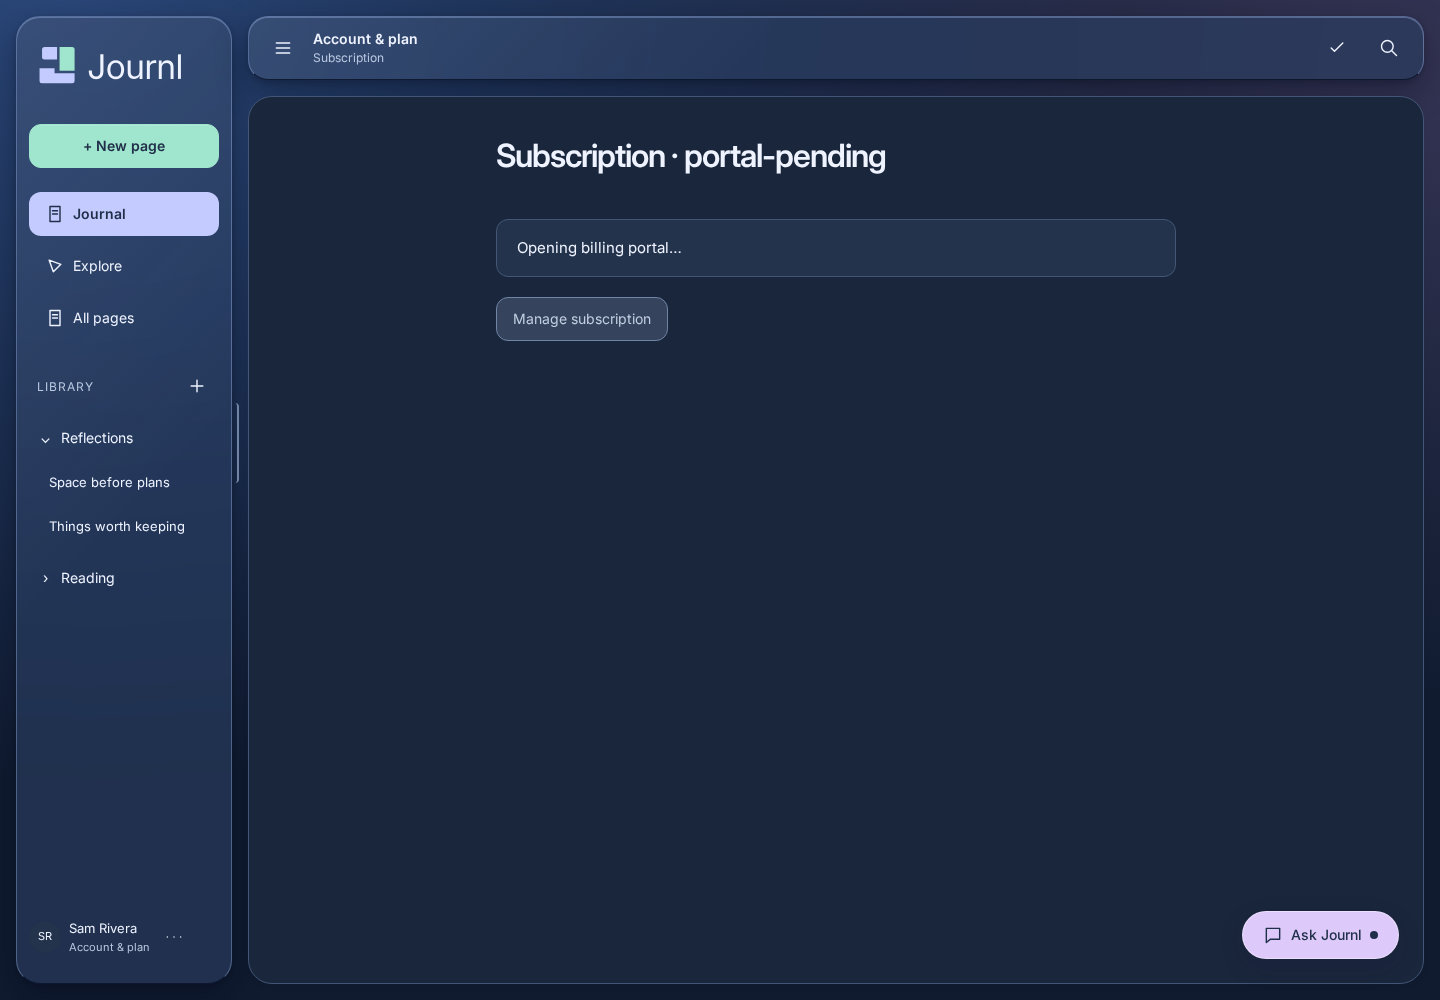 Journl
+ New page
Journal
Explore
All pages
LIBRARY
Reflections
Space before plans
Things worth keeping
Reading
SR
Sam Rivera
Account & plan
Account & plan
Subscription
Subscription · portal-pending
Opening billing portal…
Manage subscription
Ask Journl